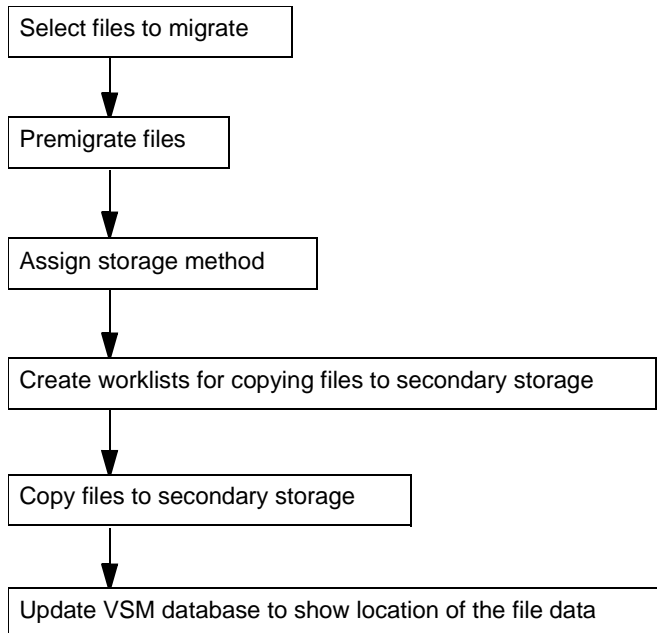 Select files to migrate
Premigrate files
Assign storage method
Create worklists for copying files to secondary storage
Copy files to secondary storage
Update VSM database to show location of the file data